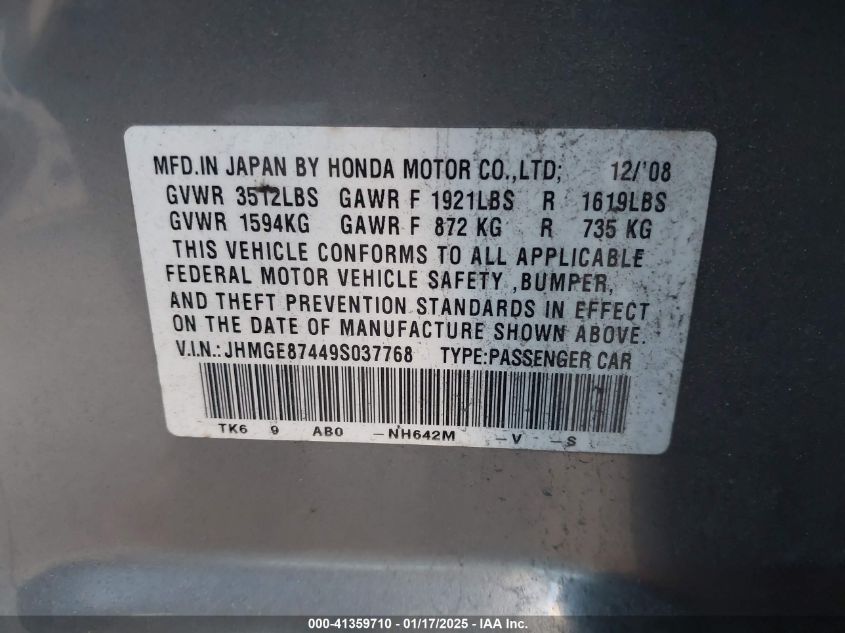 MFD.IN JAPAN BY HONDA MOTOR CO.,LTD; 12/'08
GVWR 3512LBS GAWR F 1921LBS R 1619LBS
GVWR 1594KG GAWR F 872 KG R 735 KG
THIS VEHICLE CONFORMS TO ALL APPLICABLE
FEDERAL MOTOR VEHICLE SAFETY ,BUMPER,
AND THEFT PREVENTION STANDARDS IN EFFECT
ON THE DATE OF MANUFACTURE SHOWN ABOVE.
V.I.N.:JHMGE87449S037768 TYPE:PASSENGER CAR
TK6 9 AB0 -NH642M -V -S
000-41359710 - 01/17/2025 - © IAA, Inc.